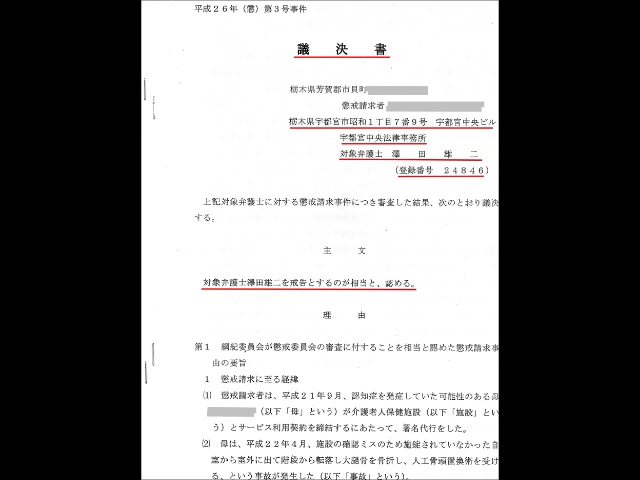 平成26年（懲）第3号事件
議決書
栃木県芳賀郡市貝町
懲戒請求者
栃木県宇都宮市昭和1丁目7番9号　宇都宮中央ビル
宇都宮中央法律事務所
対象弁護士　澤　田　雄　二
（登録番号　24846）
上記対象弁護士に対する懲戒請求事件につき審査した結果、次のとおり議決
する。
主　文
対象弁護士澤田雄二を戒告とするのが相当と、認める。
理　由
第1　綱紀委員会が懲戒委員会の審査に付することを相当と認めた懲戒請求事
由の要旨
1　懲戒請求に至る経緯
⑴　懲戒請求者は、平成21年9月、認知症を発症していた可能性のある母
（以下「母」という）が介護老人保健施設（以下「施設」とい
う）とサービス利用契約を締結するにあたって、署名代行をした。
⑵　母は、平成22年4月、施設の確認ミスのため施錠されていなかった自
室から室外に出て階段から転落し大腿骨を骨折し、人工骨頭置換術を受け
る、という事故が発生した（以下「事故」という）。